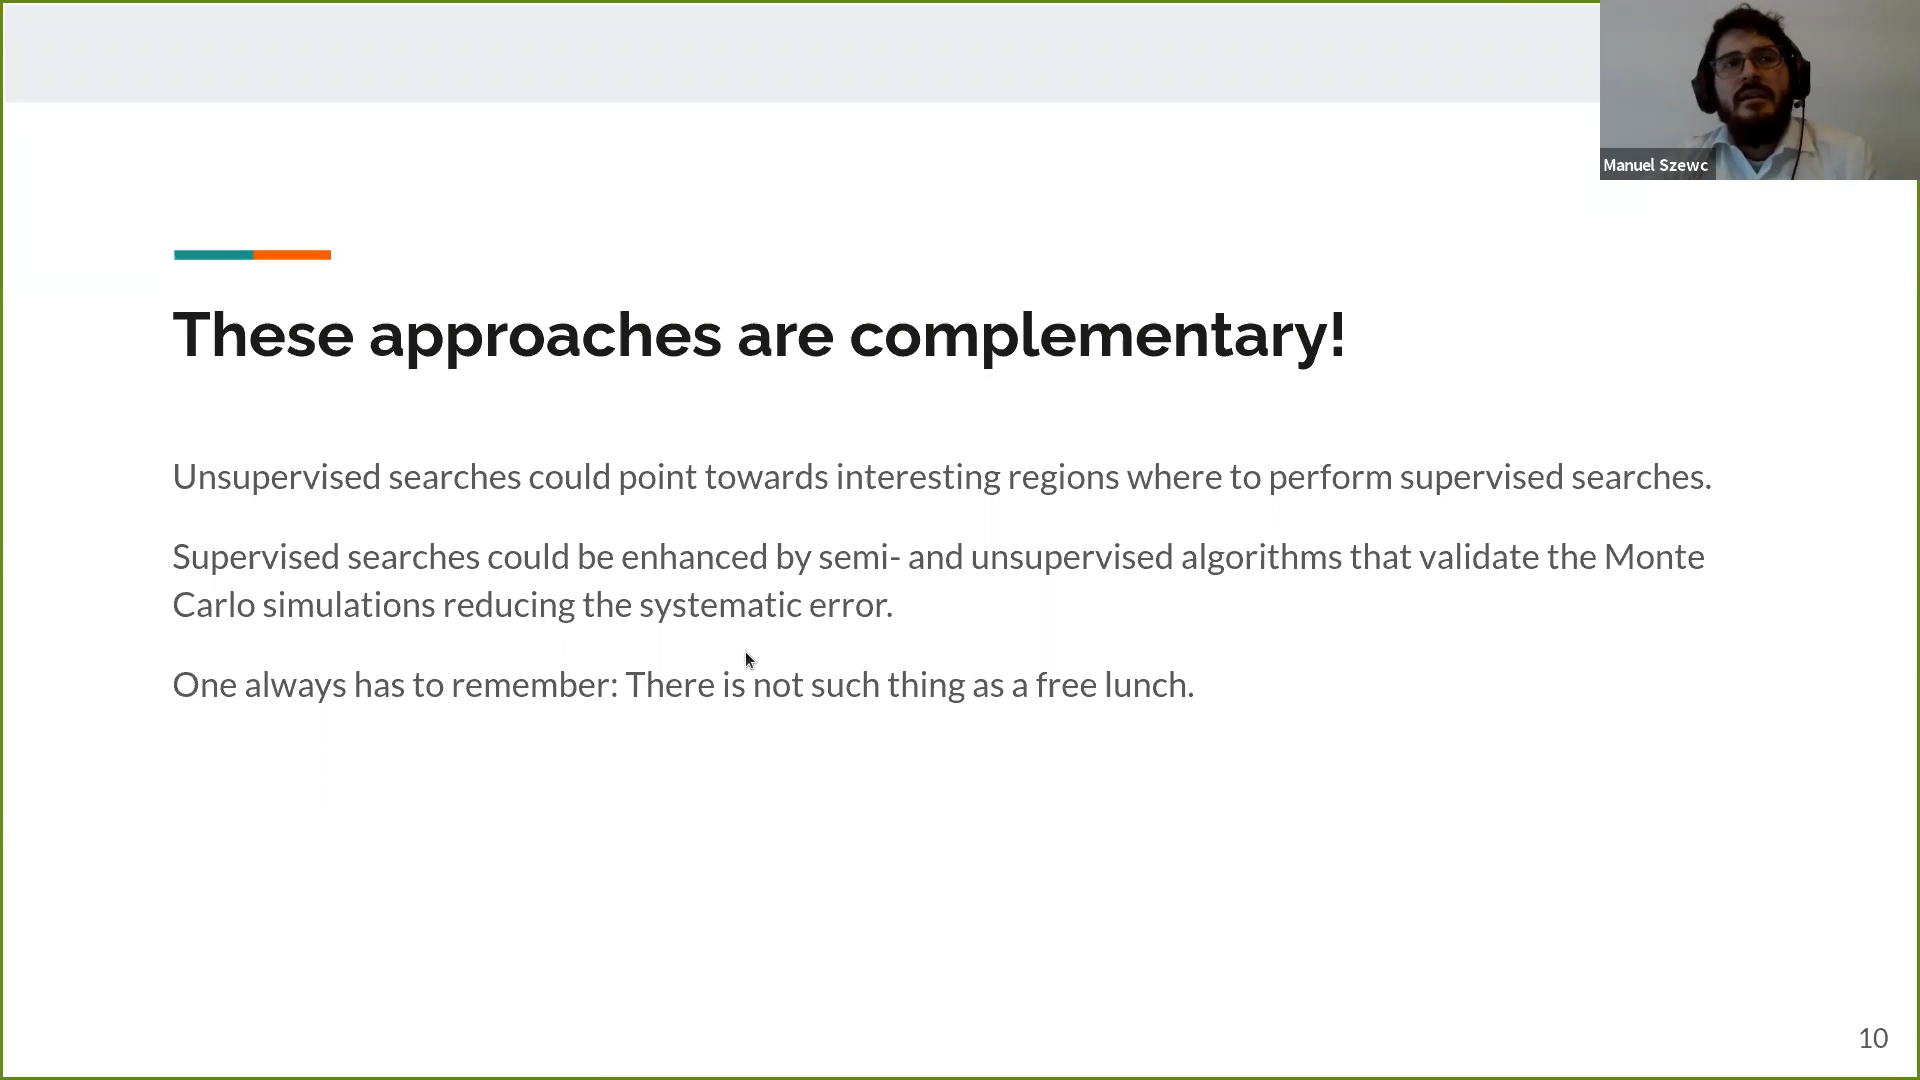 Manuel Szewc
These approaches are complementary!
Unsupervised searches could point towards interesting regions where to perform supervised searches.
Supervised searches could be enhanced by semi- and unsupervised algorithms that validate the Monte
Carlo simulations reducing the systematic error.
One always has to remember: There is not such thing as a free lunch.
10